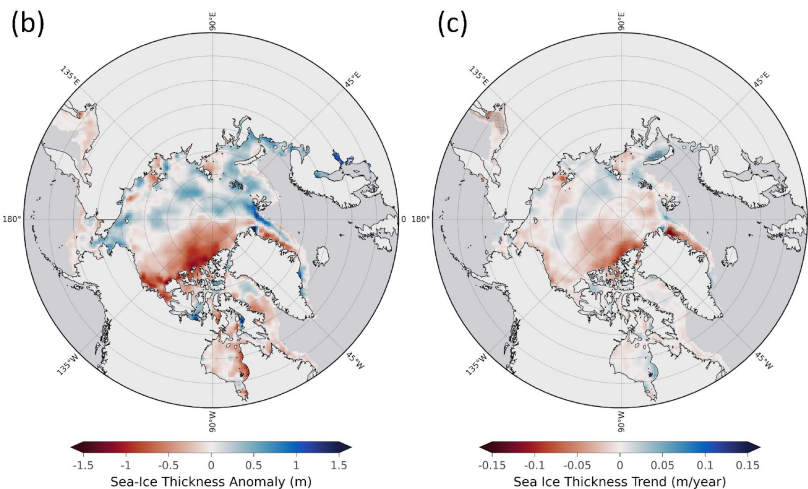 (b)
(c)
90°E
90°E
135°E
45°E
135°E
45°E
180°
0
180°
0
135°W
45°W
135°W
45°W
90°W
90°W
-1.5 -1 -0.5 0 0.5 1 1.5
-0.15 -0.1 -0.05 0 0.05 0.1 0.15
Sea-Ice Thickness Anomaly (m)
Sea Ice Thickness Trend (m/year)